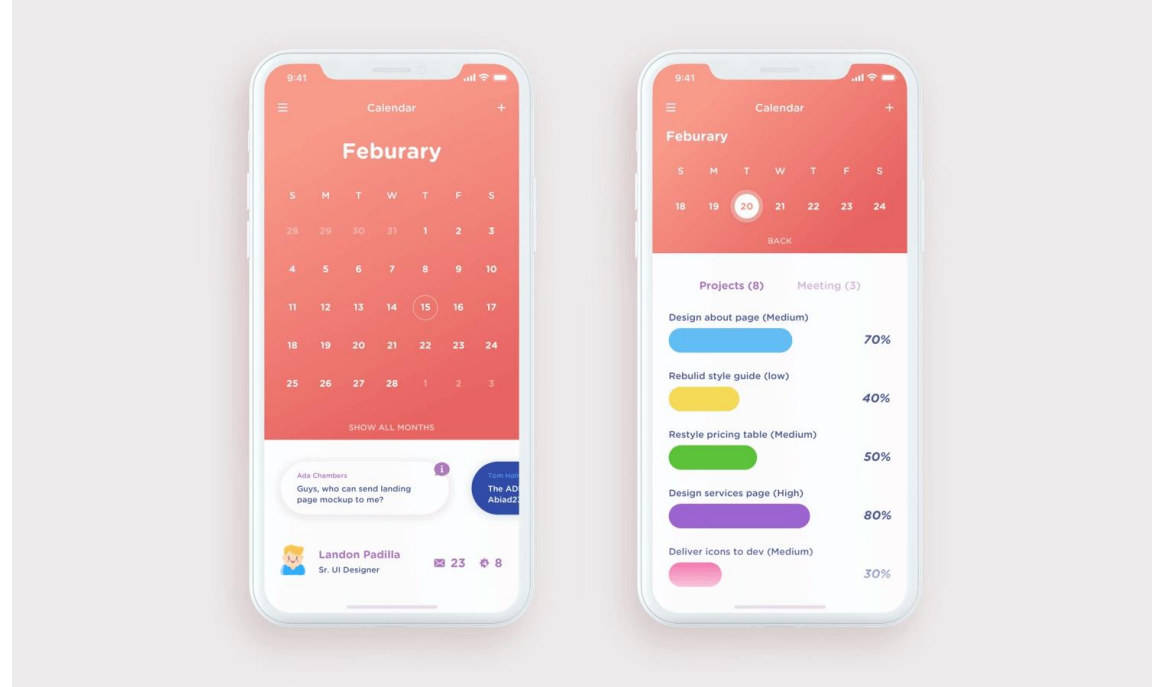 9:41
Calendar
+
Feburary
S M T W T F S
28 29 30 31 1 2 3
4 5 6 7 8 9 10
11 12 13 14 15 16 17
18 19 20 21 22 23 24
25 26 27 28 1 2 3
SHOW ALL MONTHS
Ada Chambers
Guys, who can send landing
page mockup to me?
i
Tom
The
Abiad23
Landon Padilla
Sr. UI Designer
23 8
9:41
Calendar
+
Feburary
S M T W T F S
18 19 20 21 22 23 24
BACK
Projects (8) Meeting (3)
Design about page (Medium)
70%
Rebulid style guide (low)
40%
Restyle pricing table (Medium)
50%
Design services page (High)
80%
Deliver icons to dev (Medium)
30%